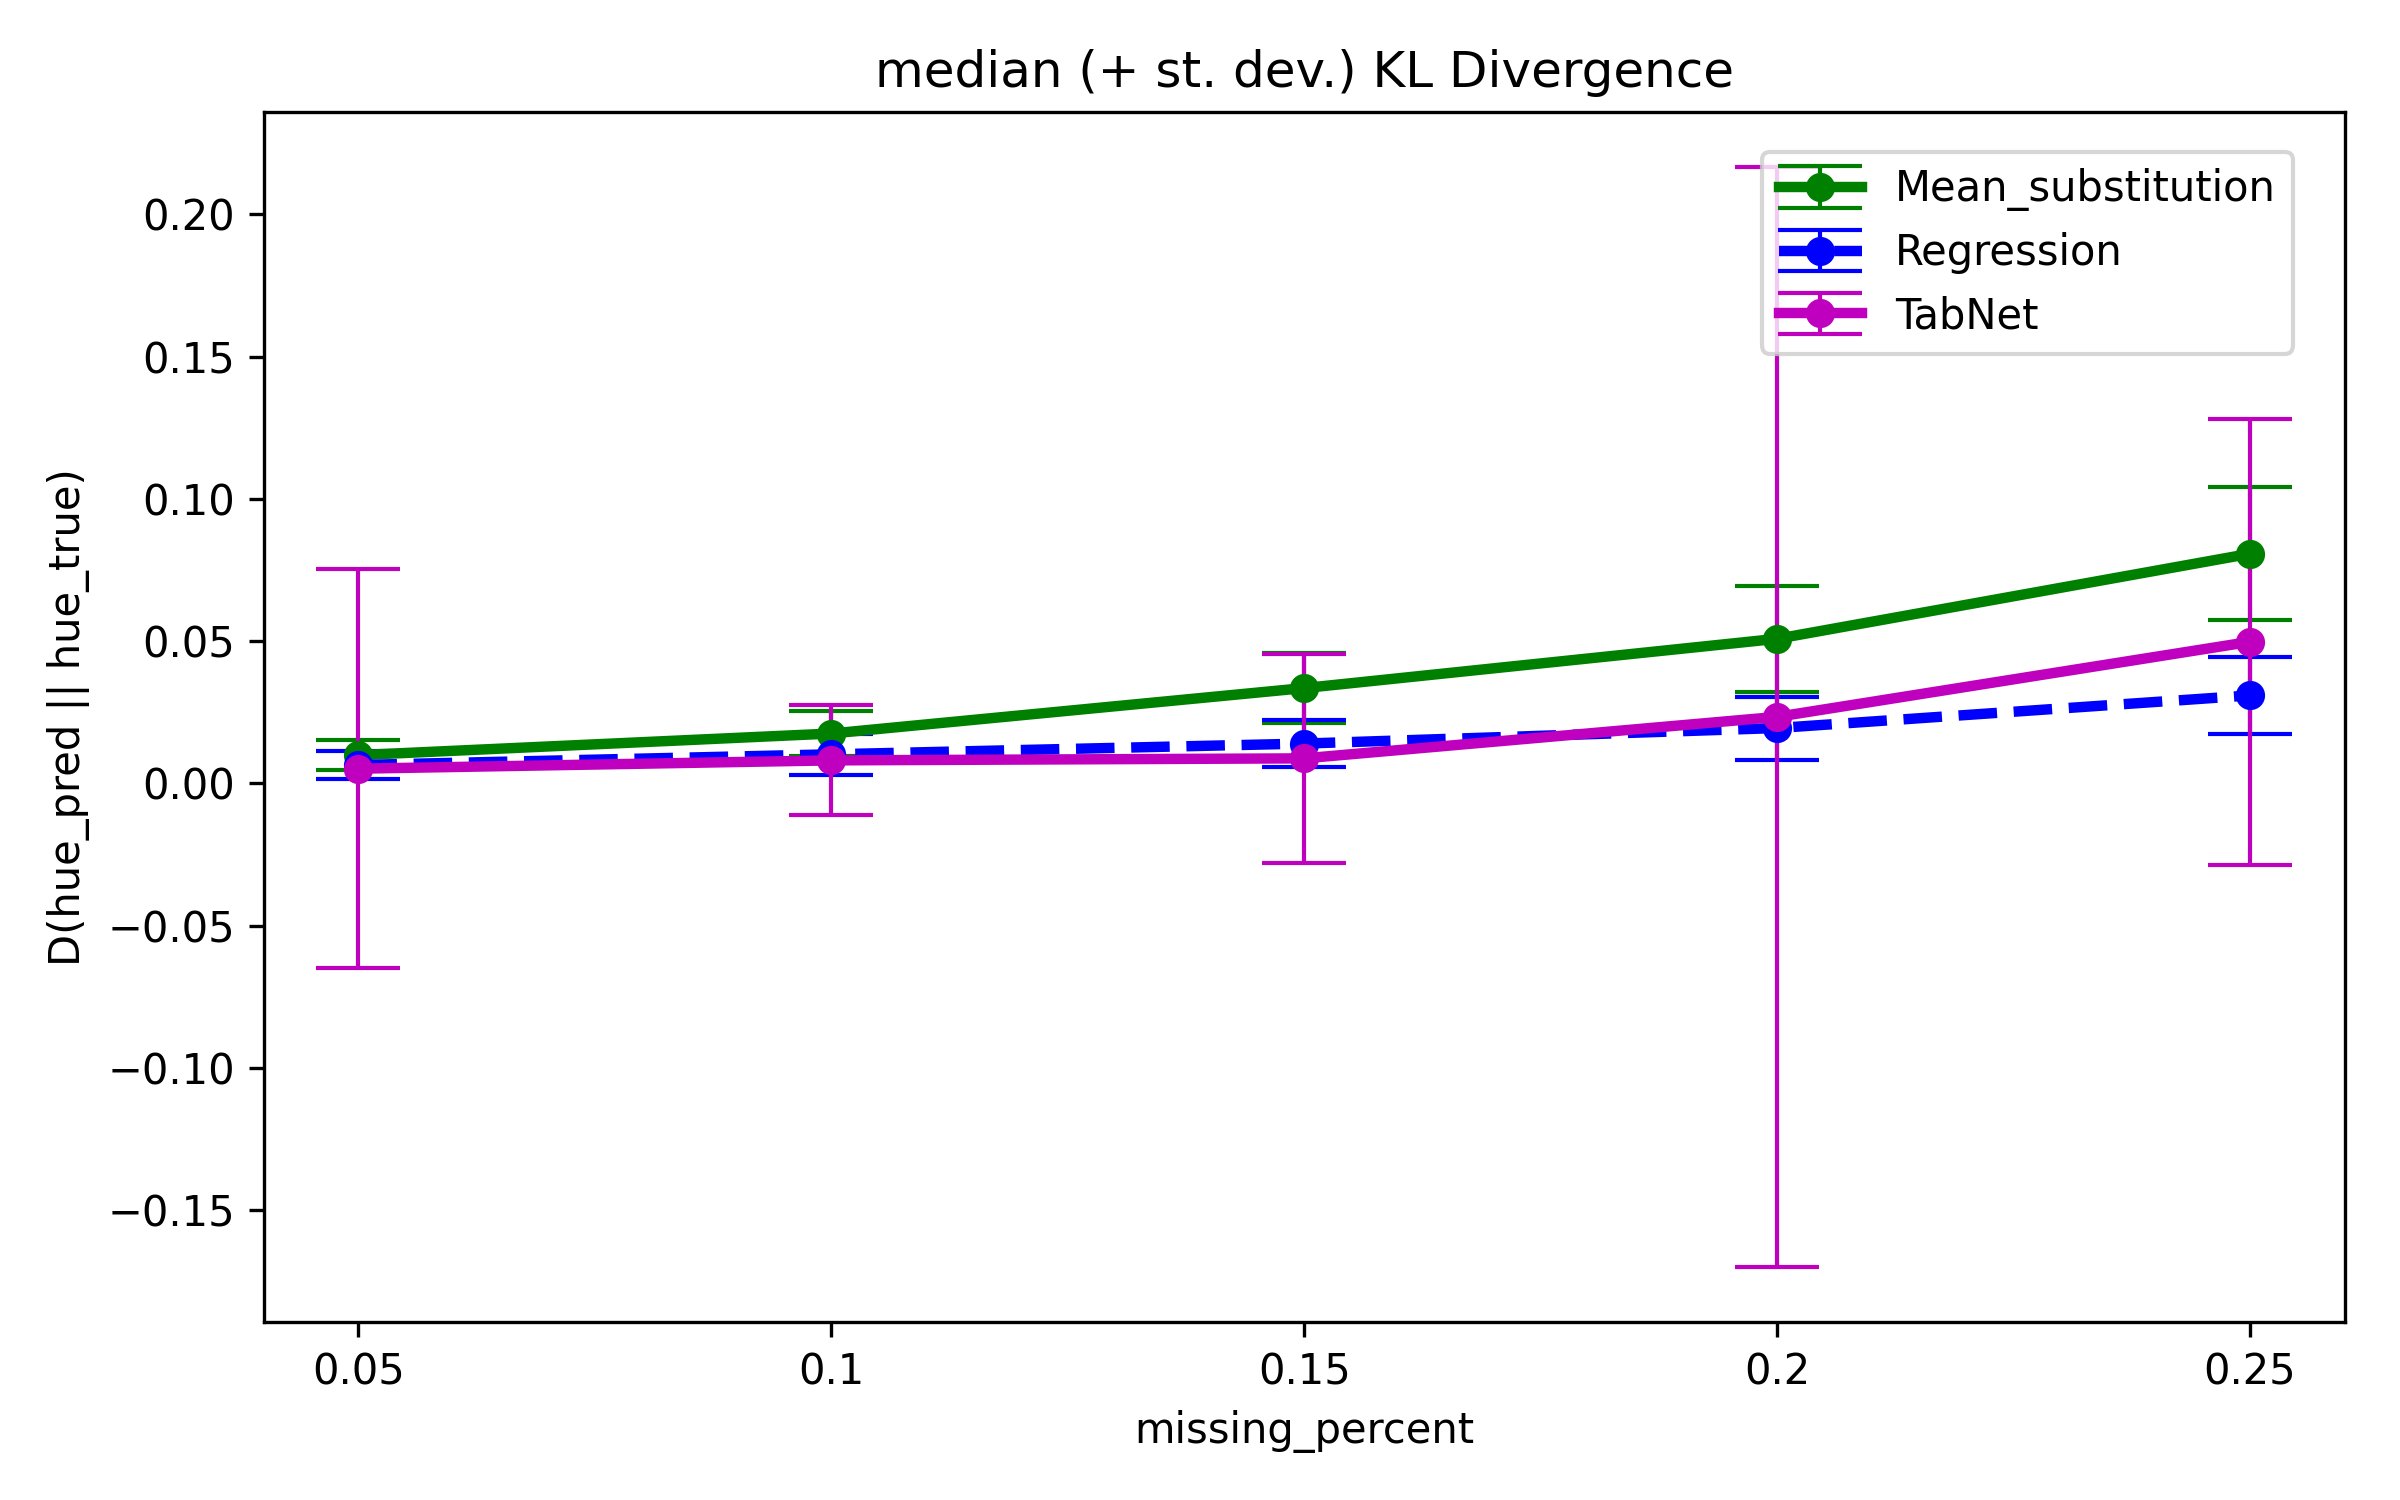 median (+ st. dev.) KL Divergence
Mean_substitution
Regression
TabNet
D(hue_pred || hue_true)
0.20
0.15
0.10
0.05
0.00
−0.05
−0.10
−0.15
0.05
0.1
0.15
0.2
0.25
missing_percent